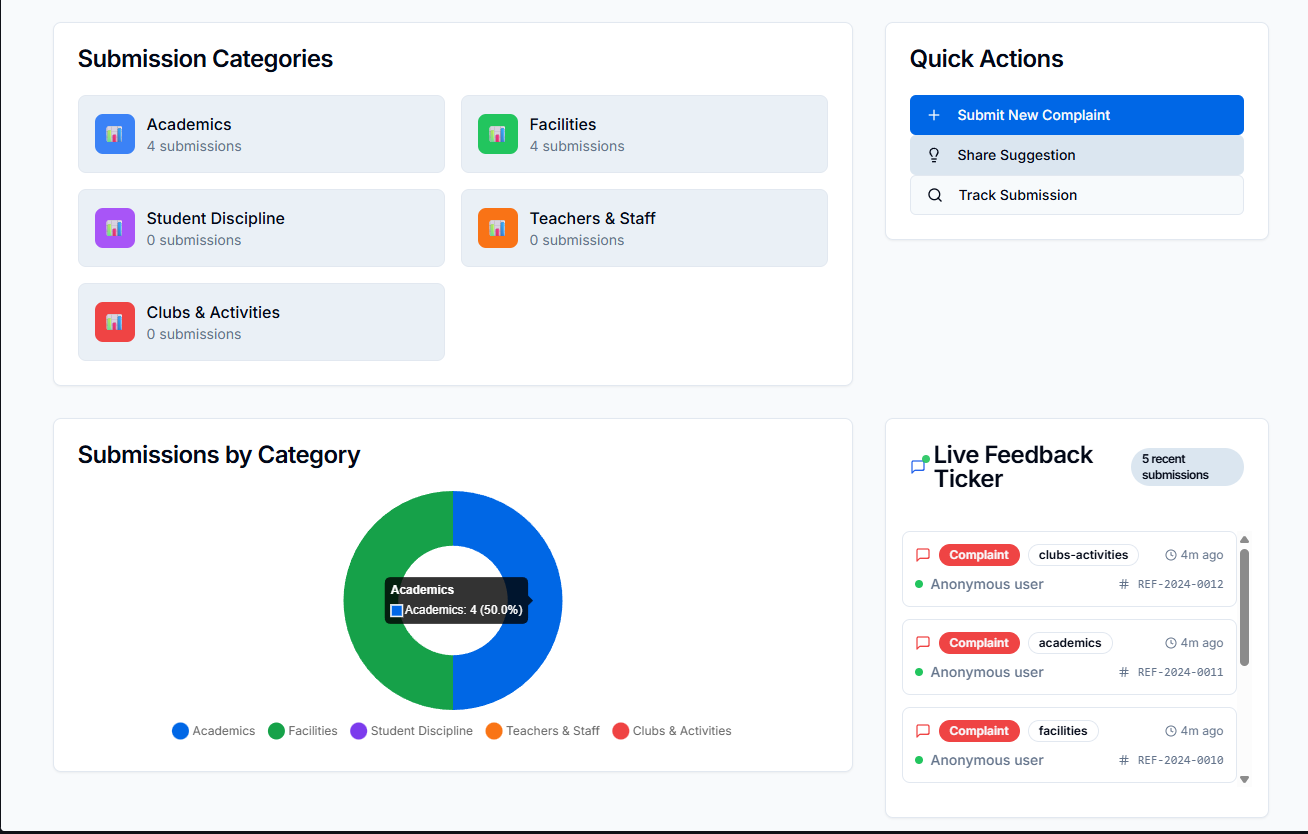 Submission Categories
Academics
4 submissions
Facilities
4 submissions
Student Discipline
0 submissions
Teachers & Staff
0 submissions
Clubs & Activities
0 submissions
Quick Actions
Submit New Complaint
Share Suggestion
Track Submission
Submissions by Category
Academics
Academics: 4 (50.0%)
Academics Facilities Student Discipline Teachers & Staff Clubs & Activities
Live Feedback
Ticker
5 recent
submissions
Complaint clubs-activities 4m ago
Anonymous user # REF-2024-0012
Complaint academics 4m ago
Anonymous user # REF-2024-0011
Complaint facilities 4m ago
Anonymous user # REF-2024-0010